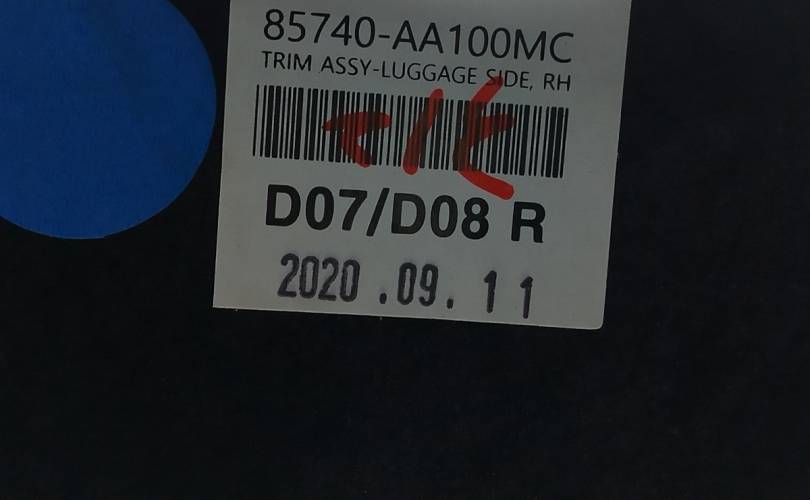 85740-AA100MC
TRIM ASSY-LUGGAGE SIDE, RH
D07/D08 R
2020.09.11